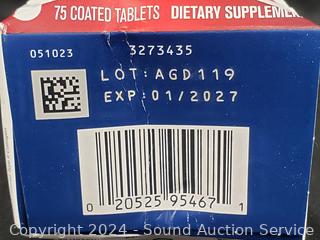 75 COATED TABLETS DIETARY SUPPLEMEN
051023 3273435
LOT:AGD119
EXP:01/2027
0 20525 95467 1
Copyright 2024 - Sound Auction Service